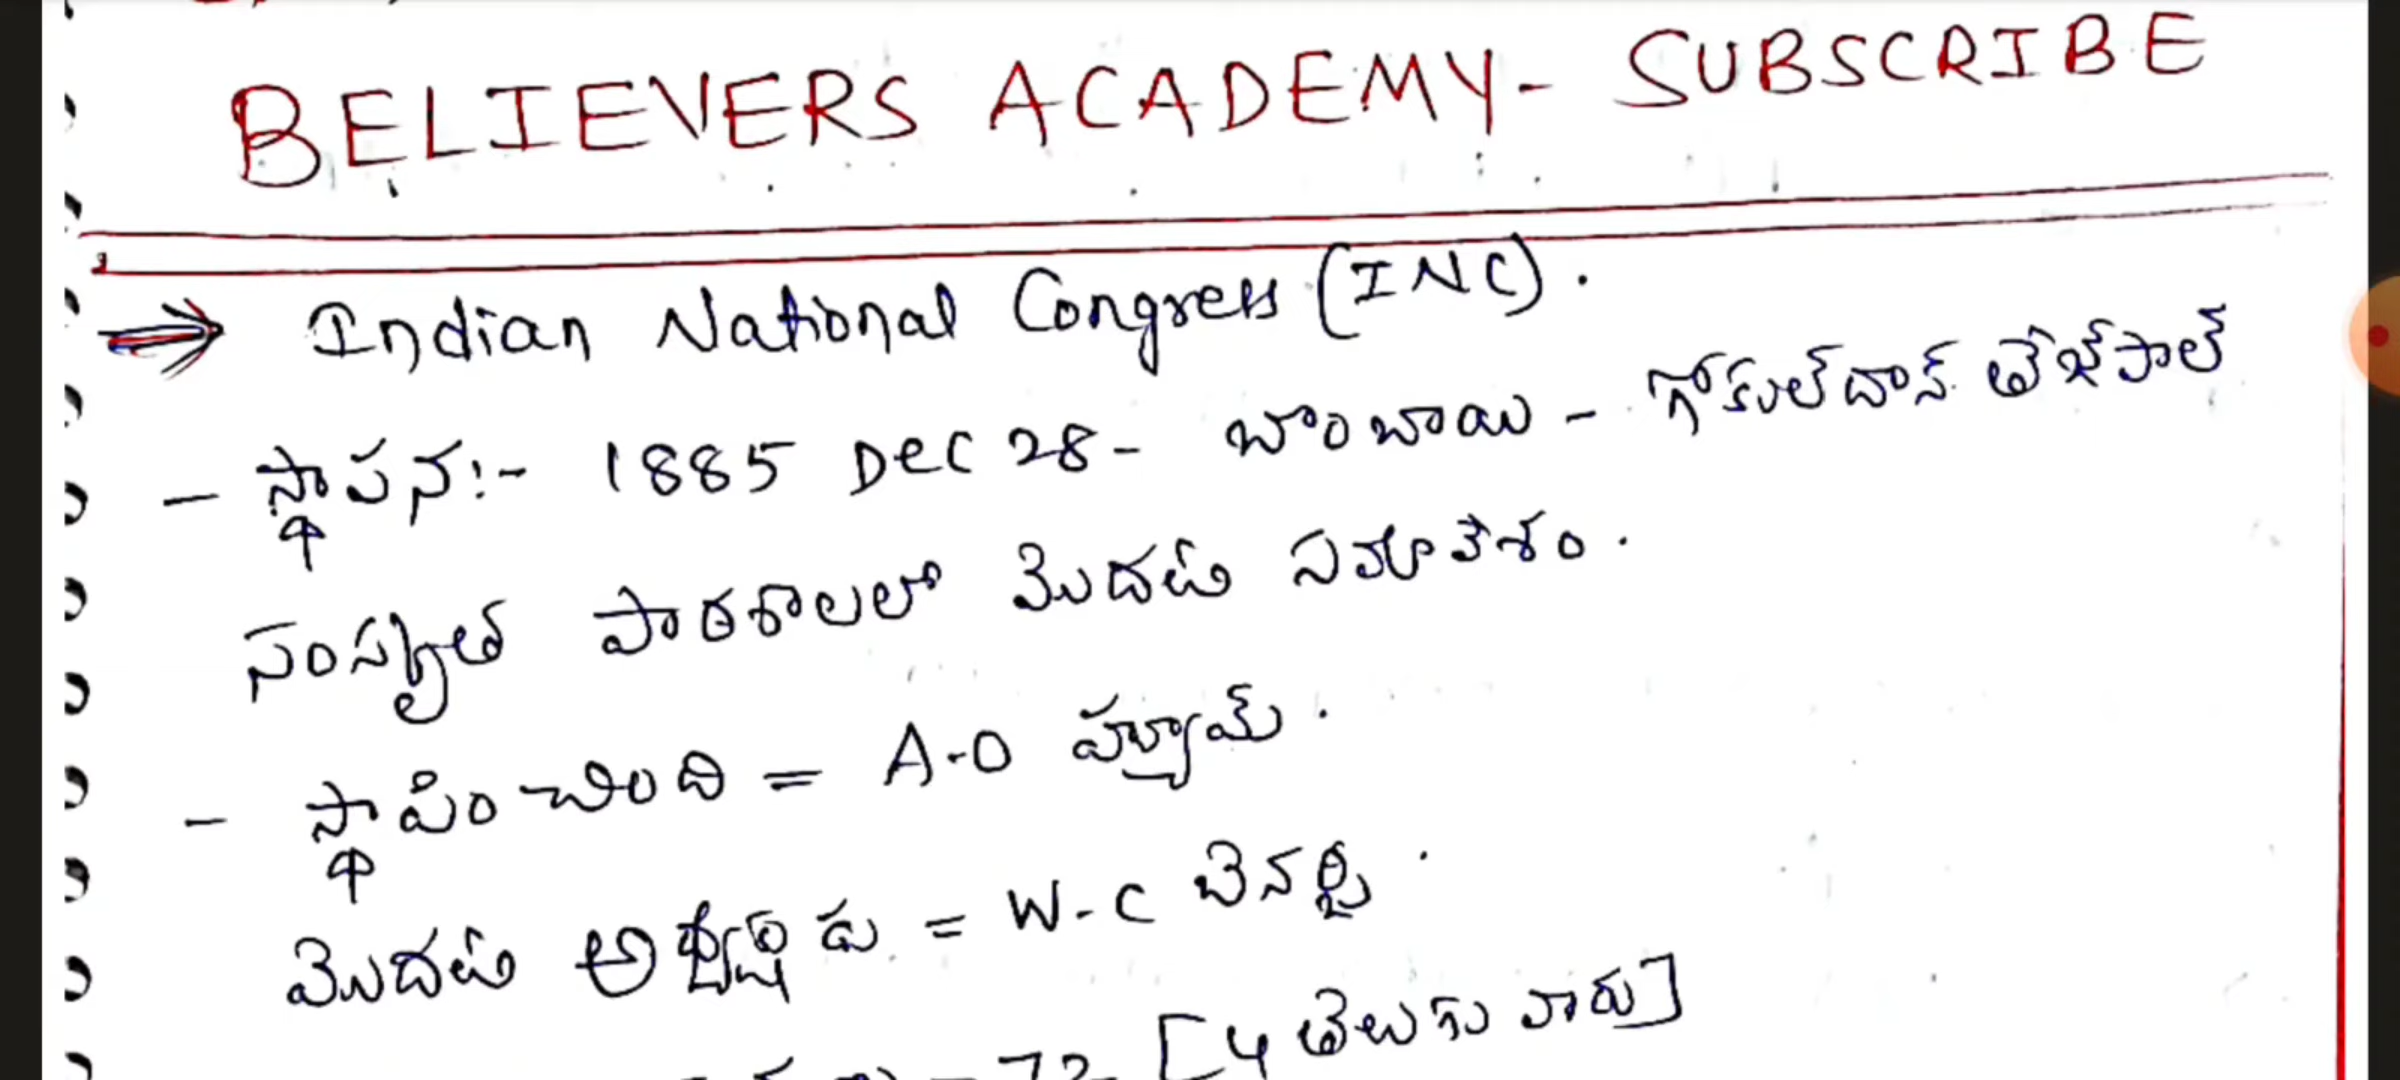 BELIEVERS ACADEMY- SUBSCRIBE
⇒ Indian National Congress (INC).
- స్థాపన:- 1885 Dec 28 - బొంబాయి - గోకుల్ దాస్ తేజ్ పాల్
సంస్కృత పాఠశాలలో మొదటి సమావేశం.
- స్థాపించింది = A-O హ్యూమ్.
మొదటి అధ్యక్షుడు = W-C బెనర్జీ.
- 72 [4 తెలుగు వారు]